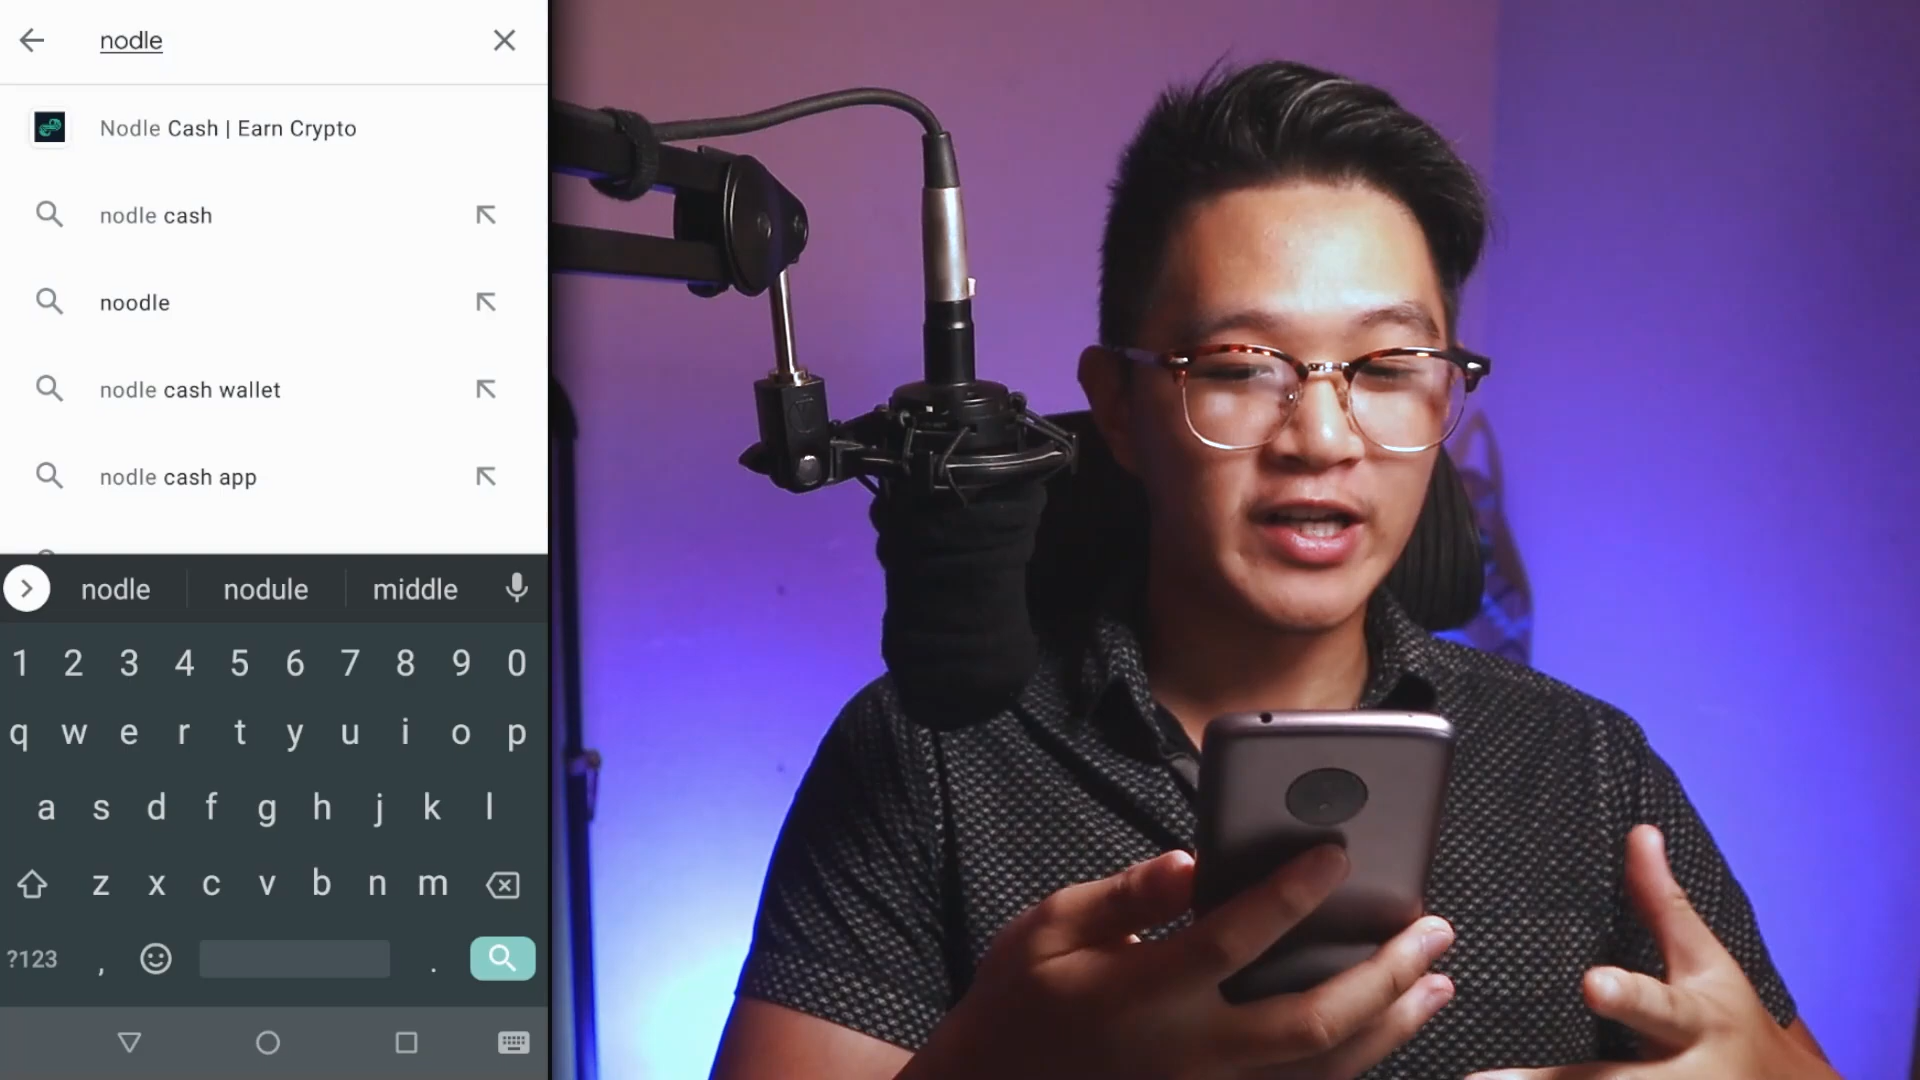 nodle
Nodle Cash | Earn Crypto
nodle cash
noodle
nodle cash wallet
nodle cash app
nodle nodule middle
1 2 3 4 5 6 7 8 9 0
q w e r t y u i o p
a s d f g h j k l
z x c v b n m
?123 , .